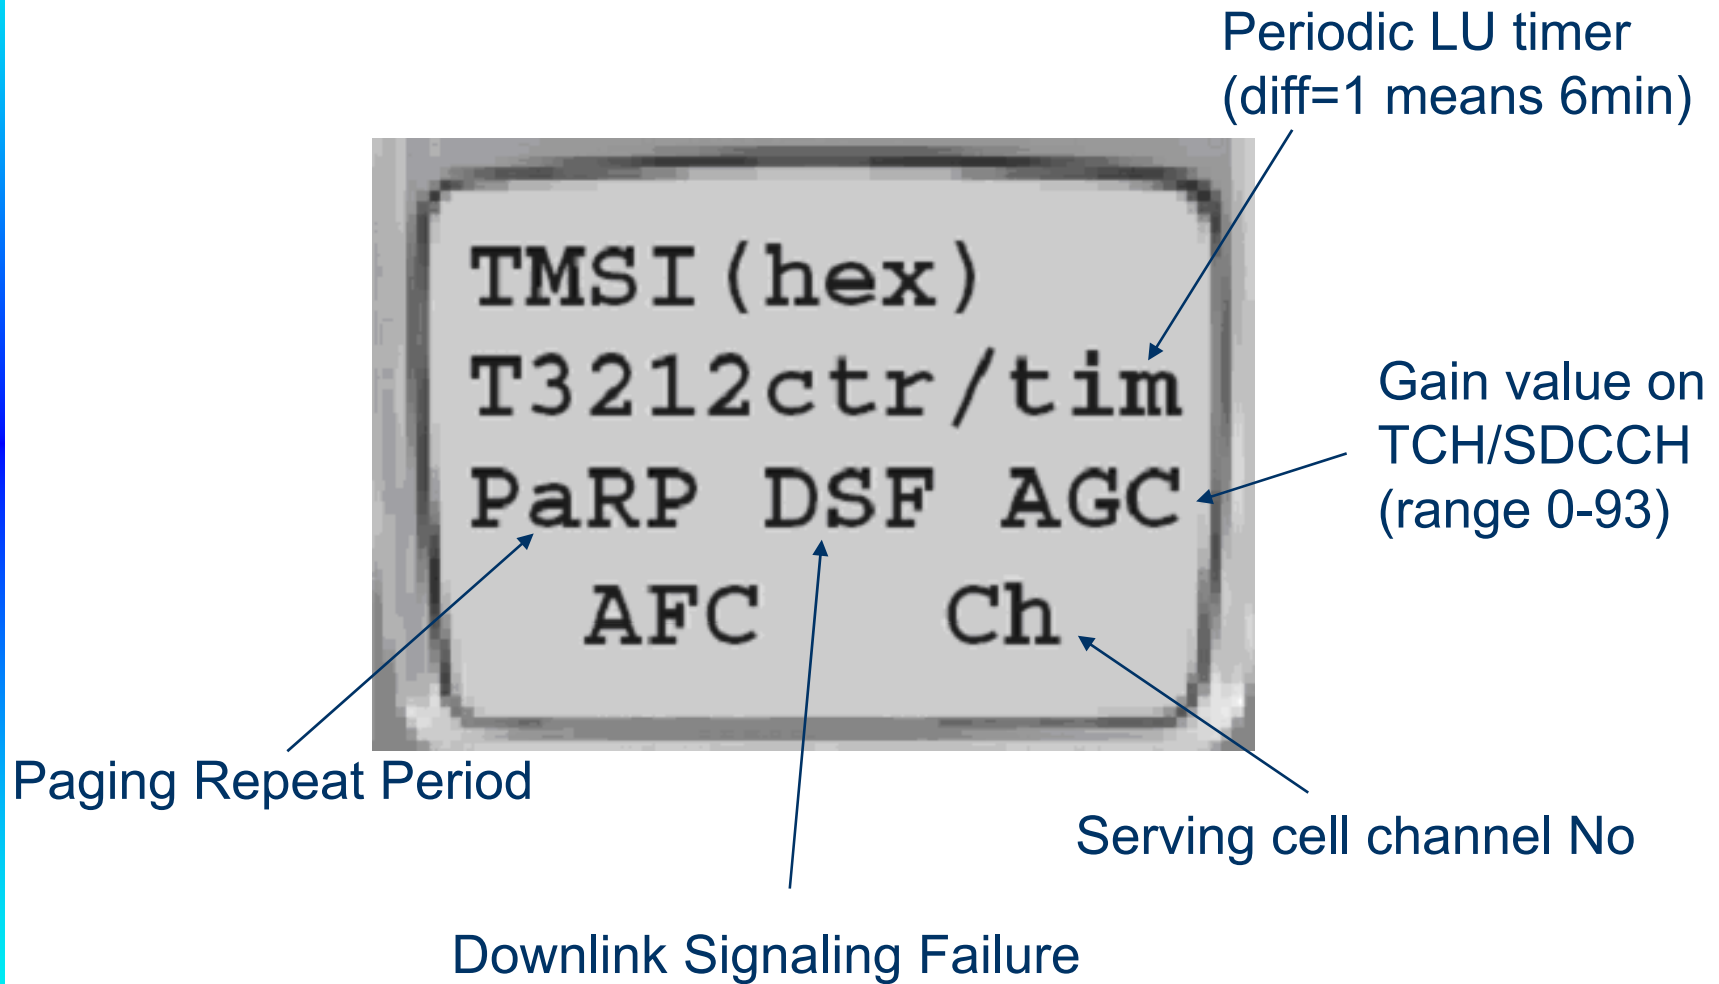 Periodic LU timer
(diff=1 means 6min)
TMSI(hex)
T3212ctr/tim
PaRP DSF AGC
AFC Ch
Gain value on
TCH/SDCCH
(range 0-93)
Paging Repeat Period
Serving cell channel No
Downlink Signaling Failure